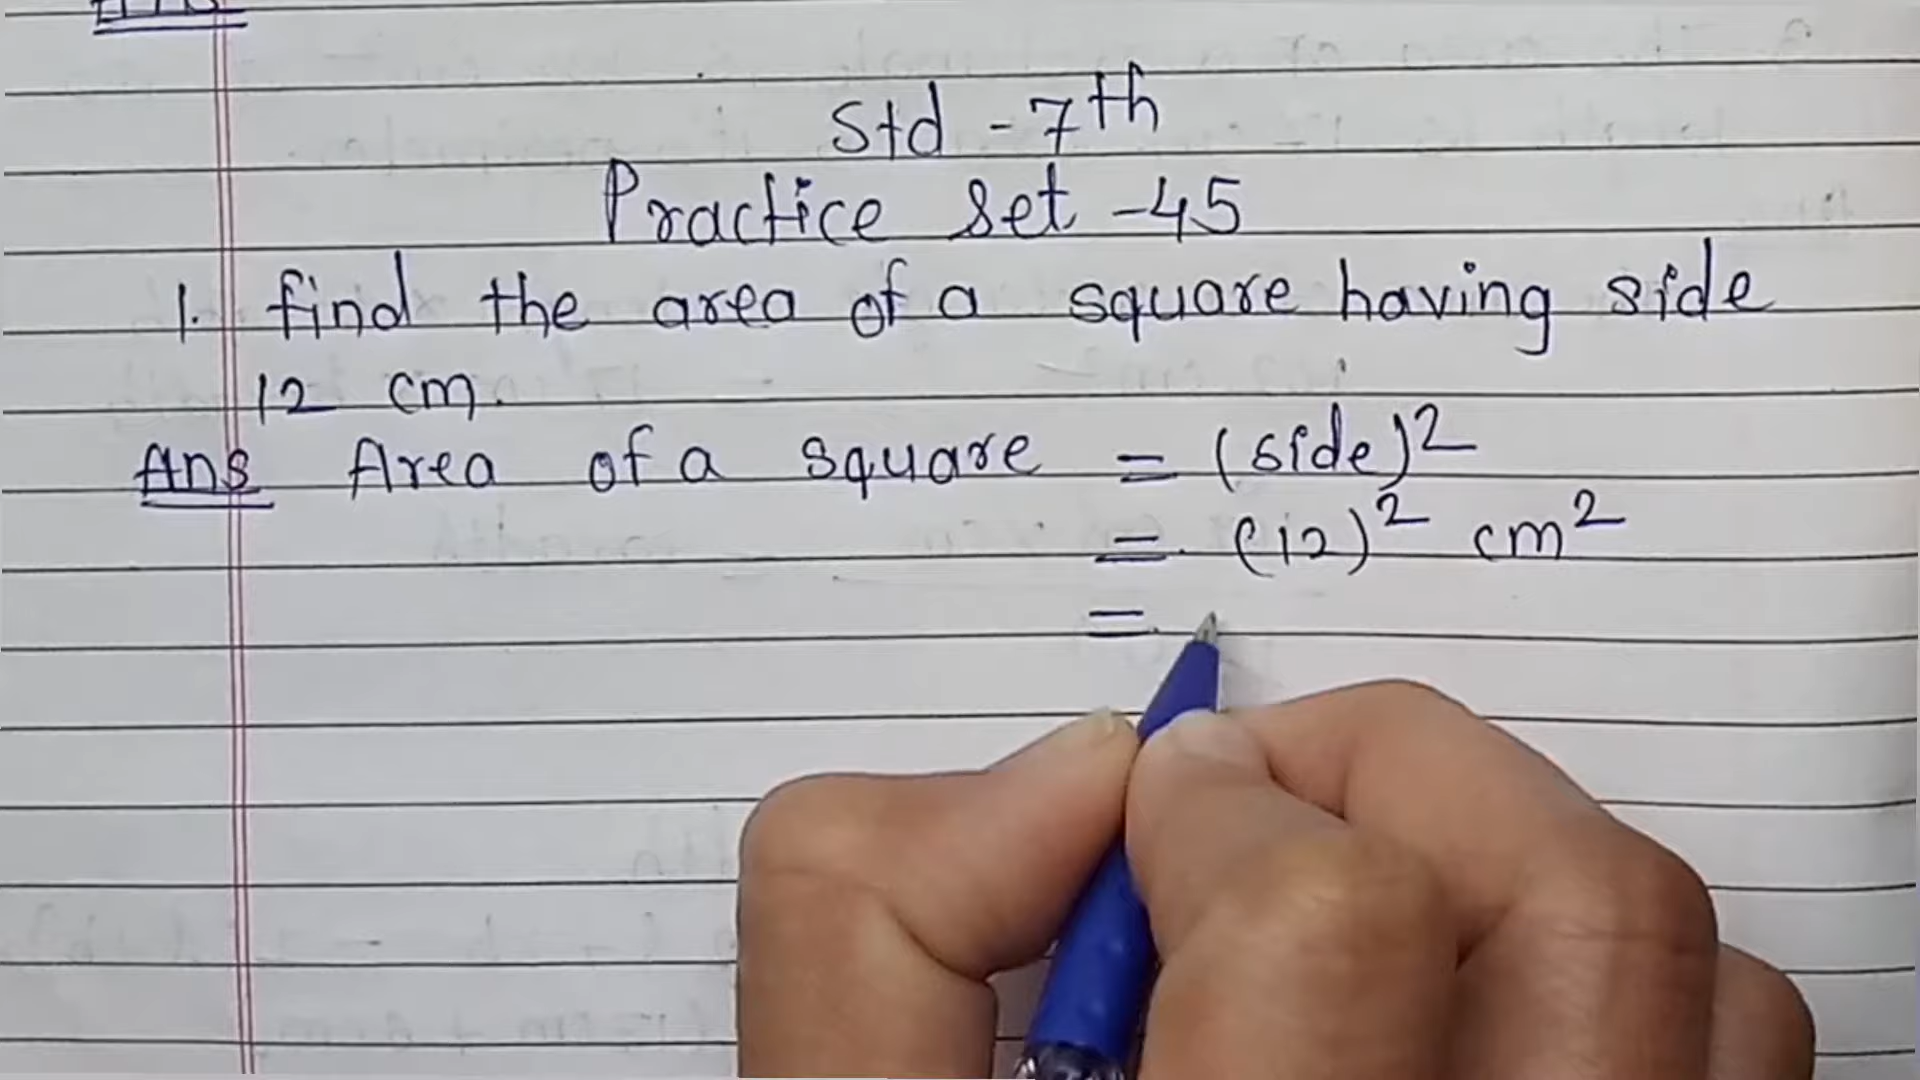 Std - 7th
Practice set - 45
1. find the area of a square having side
12 cm.
Ans Area of a square = (side)²
= (12)² cm²
=